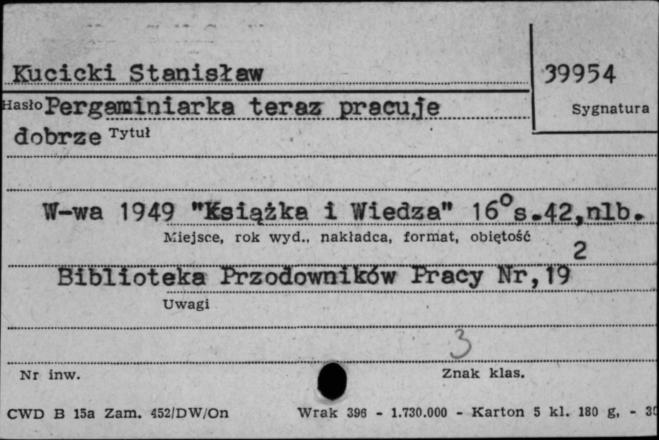 Kucicki Stanisław
39954
Hasło Pergaminiarka teraz pracuje
Sygnatura
dobrze Tytuł
W-wa 1949 "Książka i Wiedza" 16° s.42, nlb.
Miejsce, rok wyd., nakładca, format, objętość
2
Biblioteka Przodowników Pracy Nr, 19
Uwagi
3
Nr inw.
Znak klas.
CWD B 15a Zam. 452/DW/On Wrak 396 - 1.730.000 - Karton 5 kl. 180 g, - 30